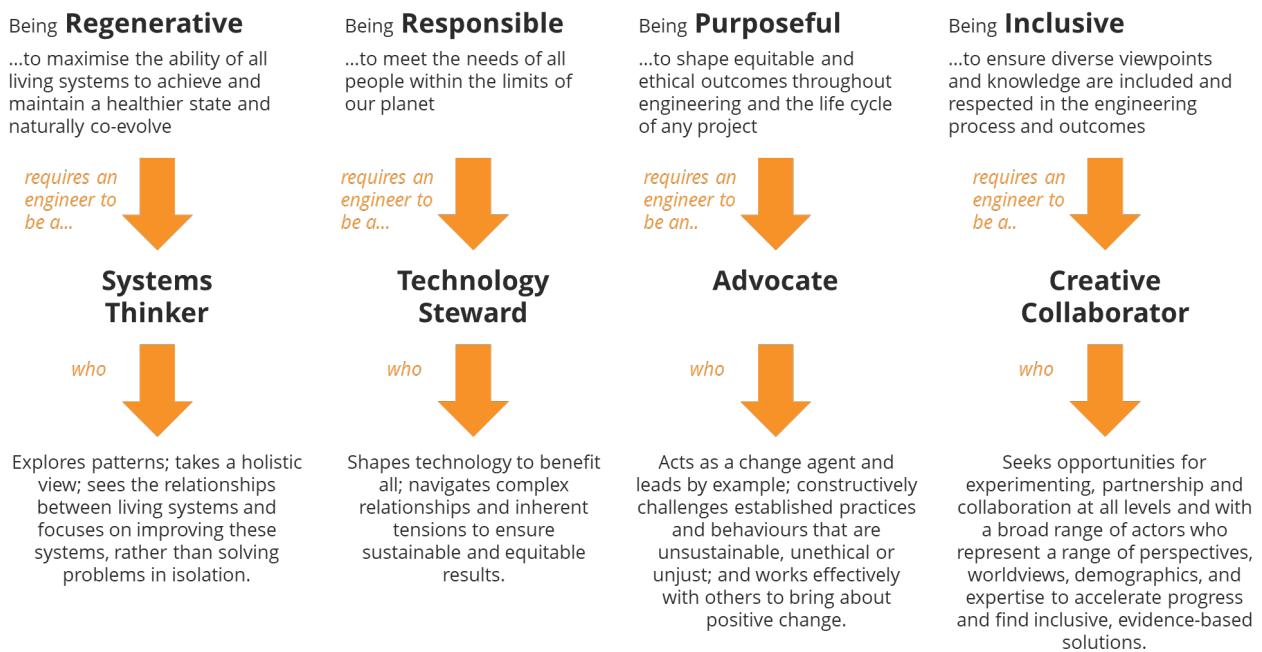 Being Regenerative
...to maximise the ability of all
living systems to achieve and
maintain a healthier state and
naturally co-evolve
requires an
engineer to
be a...
Systems
Thinker
who
Explores patterns; takes a holistic
view; sees the relationships
between living systems and
focuses on improving these
systems, rather than solving
problems in isolation.
Being Responsible
...to meet the needs of all
people within the limits of
our planet
requires an
engineer to
be a...
Technology
Steward
who
Shapes technology to benefit
all; navigates complex
relationships and inherent
tensions to ensure
sustainable and equitable
results.
Being Purposeful
...to shape equitable and
ethical outcomes throughout
engineering and the life cycle
of any project
requires an
engineer to
be an..
Advocate
who
Acts as a change agent and
leads by example; constructively
challenges established practices
and behaviours that are
unsustainable, unethical or
unjust; and works effectively
with others to bring about
positive change.
Being Inclusive
...to ensure diverse viewpoints
and knowledge are included and
respected in the engineering
process and outcomes
requires an
engineer to
be a..
Creative
Collaborator
who
Seeks opportunities for
experimenting, partnership and
collaboration at all levels and with
a broad range of actors who
represent a range of perspectives,
worldviews, demographics, and
expertise to accelerate progress
and find inclusive, evidence-based
solutions.